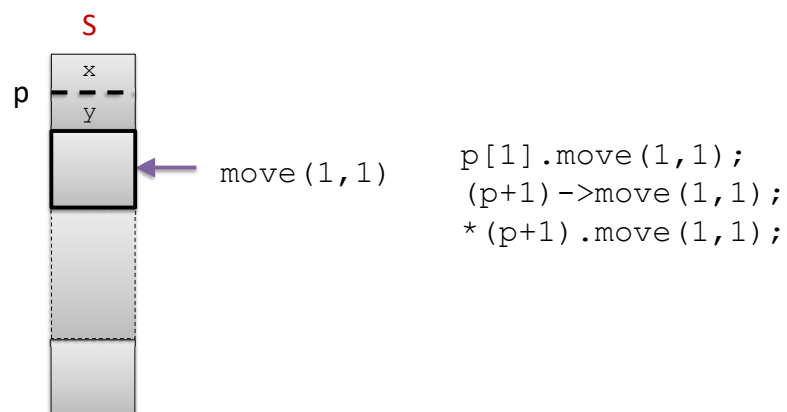 S
x
p
y
move(1,1)
p[1].move(1,1);
(p+1)->move(1,1);
*(p+1).move(1,1);